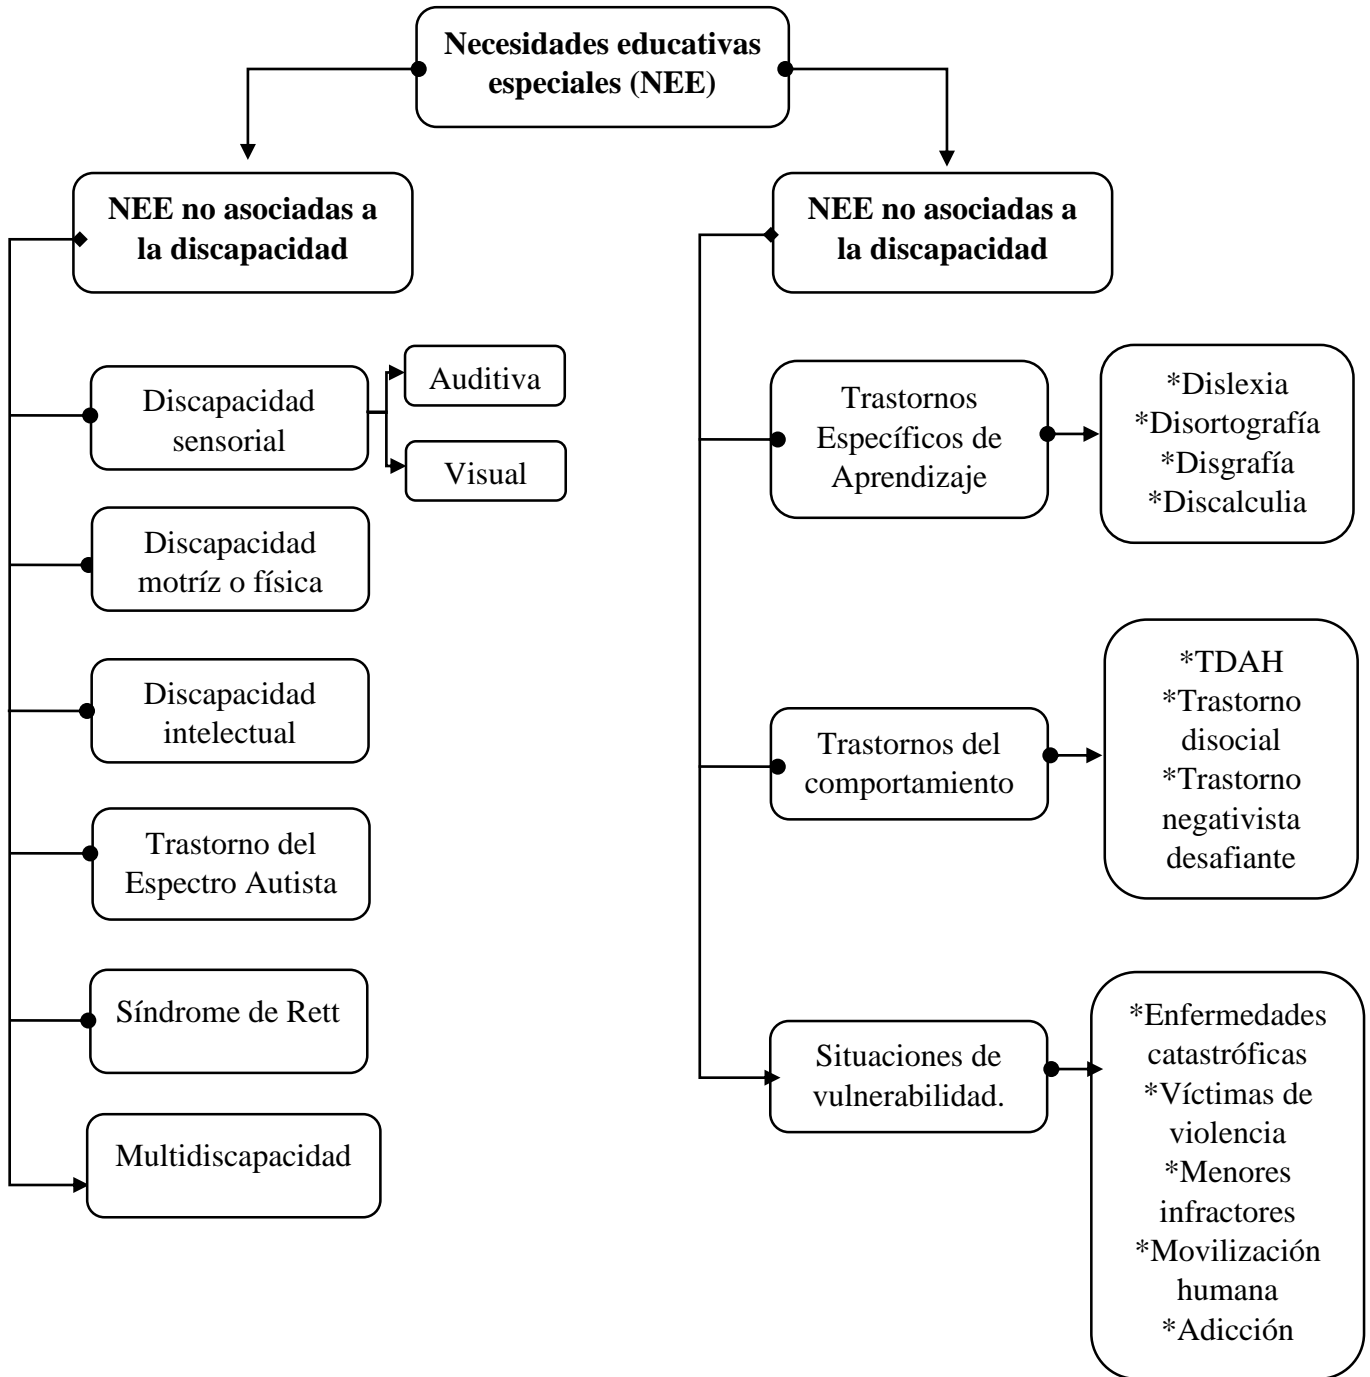 Necesidades educativas
especiales (NEE)
NEE no asociadas a
la discapacidad
Discapacidad
sensorial
Auditiva
Visual
Discapacidad
motríz o física
Discapacidad
intelectual
Trastorno del
Espectro Autista
Síndrome de Rett
Multidiscapacidad
NEE no asociadas a
la discapacidad
Trastornos
Específicos de
Aprendizaje
*Dislexia
*Disortografía
*Disgrafía
*Discalculia
Trastornos del
comportamiento
*TDAH
*Trastorno
disocial
*Trastorno
negativista
desafiante
Situaciones de
vulnerabilidad.
*Enfermedades
catastróficas
*Víctimas de
violencia
*Menores
infractores
*Movilización
humana
*Adicción